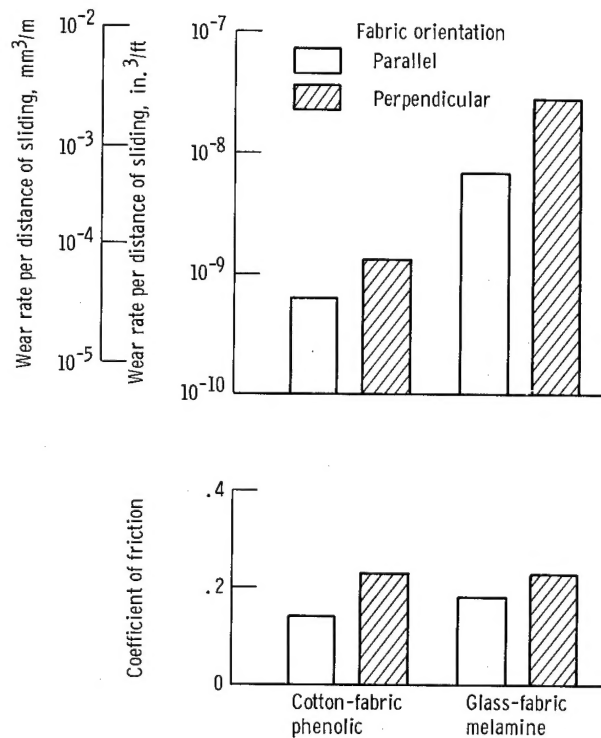 Wear rate per distance of sliding, mm³/m
10⁻²
10⁻³
10⁻⁴
10⁻⁵
Wear rate per distance of sliding, in.³/ft
10⁻⁷
10⁻⁸
10⁻⁹
10⁻¹⁰
Fabric orientation
Parallel
Perpendicular
Coefficient of friction
.4
.2
0
Cotton-fabric
phenolic
Glass-fabric
melamine